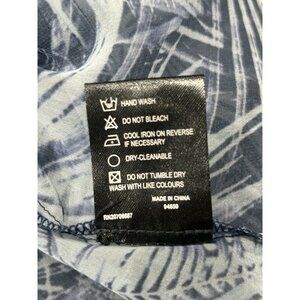 HAND WASH
DO NOT BLEACH
COOL IRON ON REVERSE
IF NECESSARY
DRY-CLEANABLE
DO NOT TUMBLE DRY
WASH WITH LIKE COLOURS
MADE IN CHINA